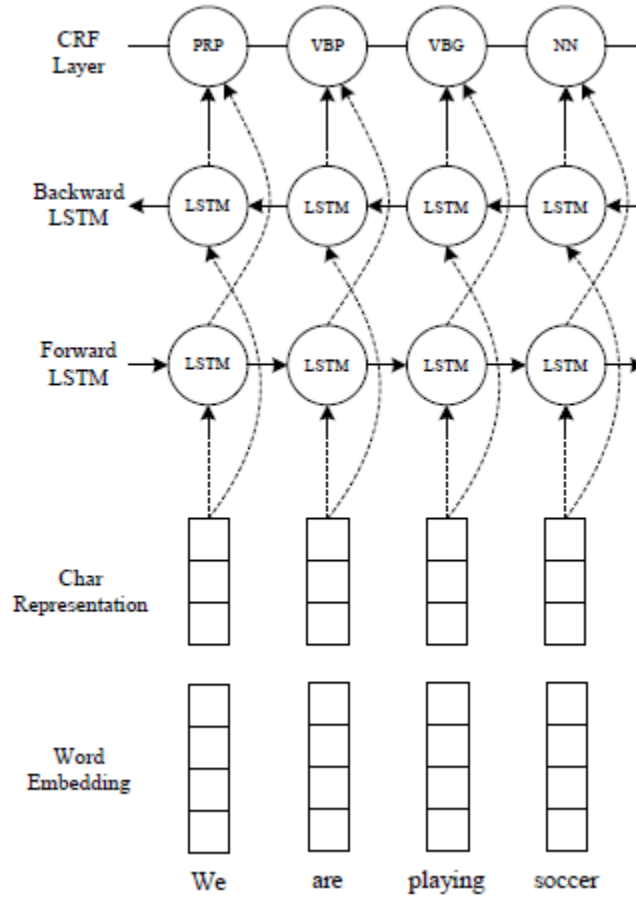 CRF
Layer
PRP VBP VBG NN
Backward
LSTM
LSTM LSTM LSTM LSTM
Forward
LSTM
LSTM LSTM LSTM LSTM
Char
Representation
Word
Embedding
We are playing soccer